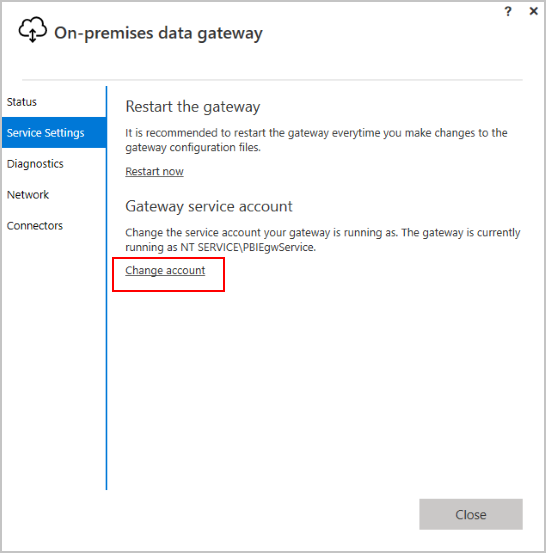 ? ×
On-premises data gateway
Status
Service Settings
Diagnostics
Network
Connectors
Restart the gateway
It is recommended to restart the gateway everytime you make changes to the
gateway configuration files.
Restart now
Gateway service account
Change the service account your gateway is running as. The gateway is currently
running as NT SERVICE\PBIEgwService.
Change account
Close